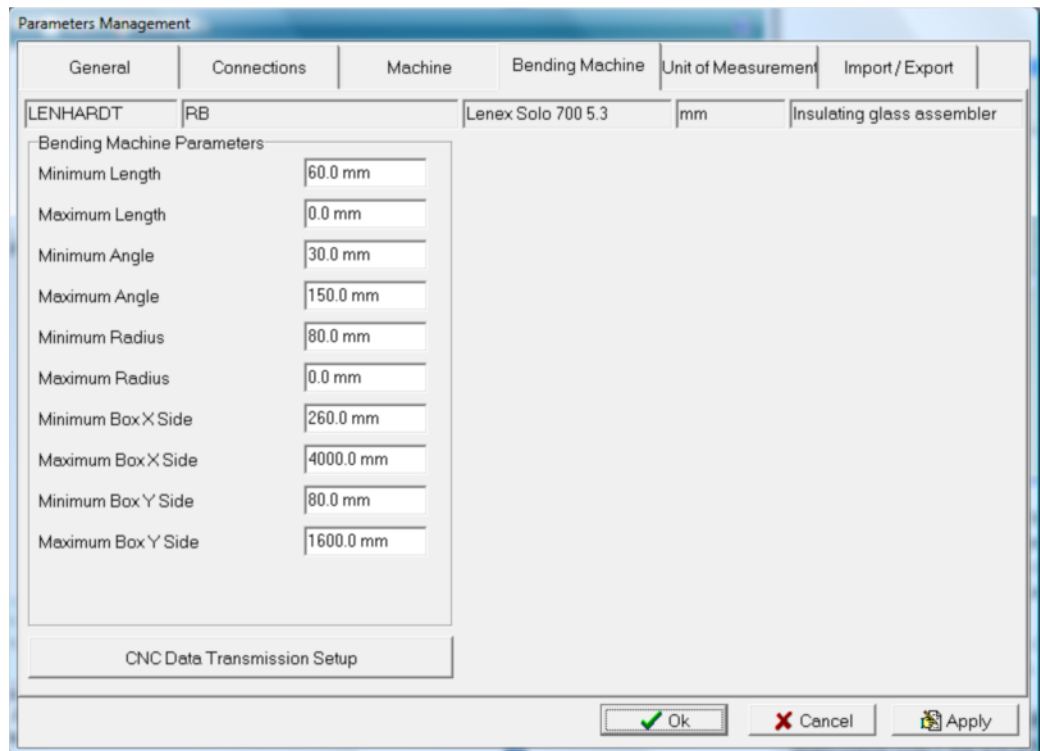 Parameters Management
General Connections Machine Bending Machine Unit of Measurement Import / Export
LENHARDT RB Lenex Solo 700 5.3 mm Insulating glass assembler
Bending Machine Parameters
Minimum Length 60.0 mm
Maximum Length 0.0 mm
Minimum Angle 30.0 mm
Maximum Angle 150.0 mm
Minimum Radius 80.0 mm
Maximum Radius 0.0 mm
Minimum Box X Side 260.0 mm
Maximum Box X Side 4000.0 mm
Minimum Box Y Side 80.0 mm
Maximum Box Y Side 1600.0 mm
CNC Data Transmission Setup
Ok Cancel Apply